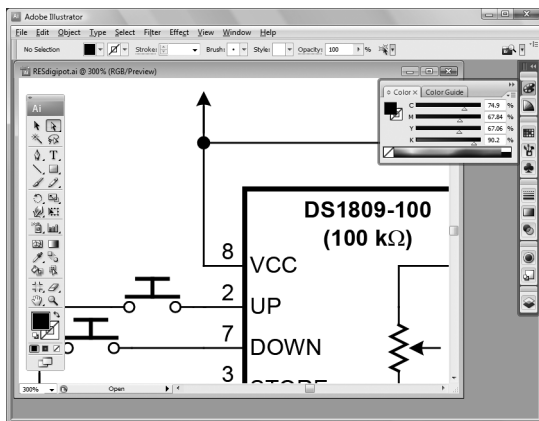 Adobe Illustrator
File Edit Object Type Select Filter Effect View Window Help
No Selection Stroke: Brush: Style: Opacity: 100 %
RESdigipot.ai @ 300% (RGB/Preview)
Color × Color Guide
C 74.9 %
M 67.84 %
Y 67.06 %
K 90.2 %
Ai
DS1809-100
(100 kΩ)
8 VCC
2 UP
7 DOWN
3 STORE
300% Open